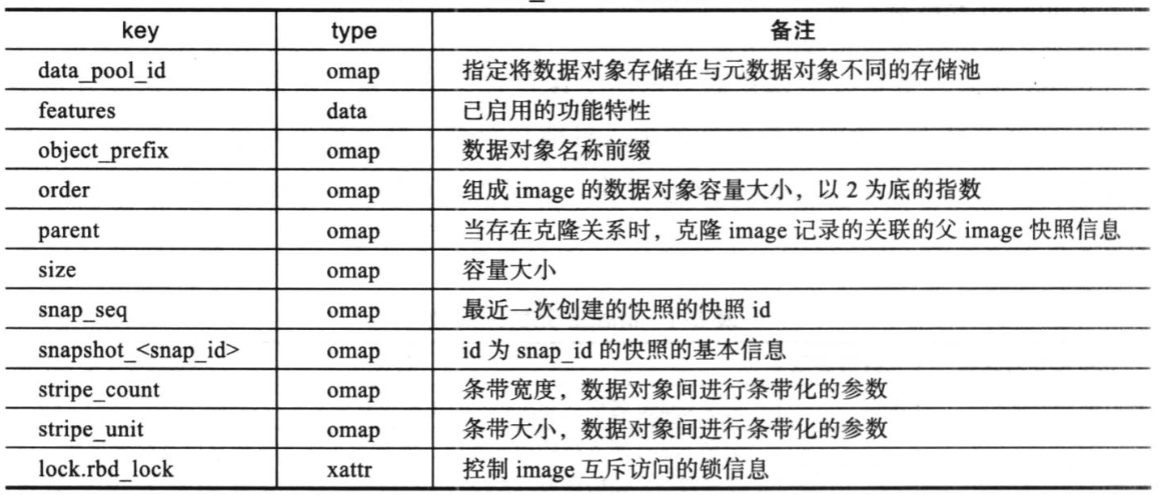 key type 备注
data_pool_id omap 指定将数据对象存储在与元数据对象不同的存储池
features data 已启用的功能特性
object_prefix omap 数据对象名称前缀
order omap 组成 image 的数据对象容量大小，以 2 为底的指数
parent omap 当存在克隆关系时，克隆 image 记录的关联的父 image 快照信息
size omap 容量大小
snap_seq omap 最近一次创建的快照的快照 id
snapshot_<snap_id> omap id 为 snap_id 的快照的基本信息
stripe_count omap 条带宽度，数据对象间进行条带化的参数
stripe_unit omap 条带大小，数据对象间进行条带化的参数
lock.rbd_lock xattr 控制 image 互斥访问的锁信息